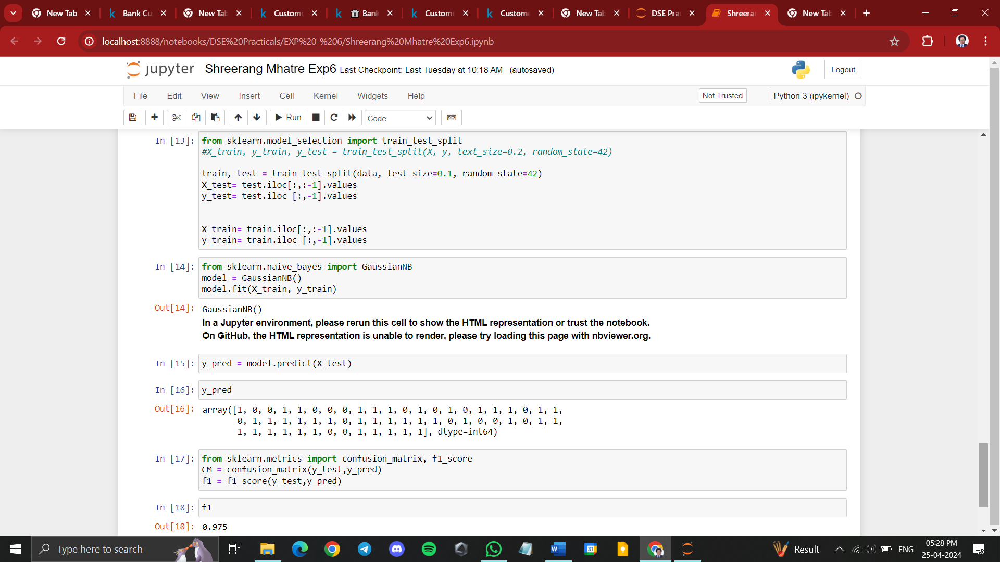 New Tab
Bank Cu
New Tab
Custome
Bank
Custome
Custome
New Tab
DSE Prac
Shreeran
New Tab
localhost:8888/notebooks/DSE%20Practicals/EXP%20-%206/Shreerang%20Mhatre%20Exp6.ipynb
jupyter Shreerang Mhatre Exp6 Last Checkpoint: Last Tuesday at 10:18 AM (autosaved)
Logout
File Edit View Insert Cell Kernel Widgets Help
Not Trusted
Python 3 (ipykernel)
Run
Code
In [13]: from sklearn.model_selection import train_test_split
#X_train, y_train, y_test = train_test_split(X, y, text_size=0.2, random_state=42)
train, test = train_test_split(data, test_size=0.1, random_state=42)
X_test= test.iloc[:,:-1].values
y_test= test.iloc [:,-1].values
X_train= train.iloc[:,:-1].values
y_train= train.iloc [:,-1].values
In [14]: from sklearn.naive_bayes import GaussianNB
model = GaussianNB()
model.fit(X_train, y_train)
Out[14]: GaussianNB()
In a Jupyter environment, please rerun this cell to show the HTML representation or trust the notebook.
On GitHub, the HTML representation is unable to render, please try loading this page with nbviewer.org.
In [15]: y_pred = model.predict(X_test)
In [16]: y_pred
Out[16]: array([1, 0, 0, 1, 1, 0, 0, 0, 1, 1, 1, 0, 1, 0, 1, 0, 1, 1, 1, 0, 1, 1,
0, 1, 1, 1, 1, 1, 1, 0, 1, 1, 1, 1, 1, 1, 0, 1, 0, 0, 1, 0, 1, 1,
1, 1, 1, 1, 1, 1, 0, 0, 1, 1, 1, 1, 1], dtype=int64)
In [17]: from sklearn.metrics import confusion_matrix, f1_score
CM = confusion_matrix(y_test,y_pred)
f1 = f1_score(y_test,y_pred)
In [18]: f1
Out[18]: 0.975
Type here to search
Result
ENG
05:28 PM
25-04-2024